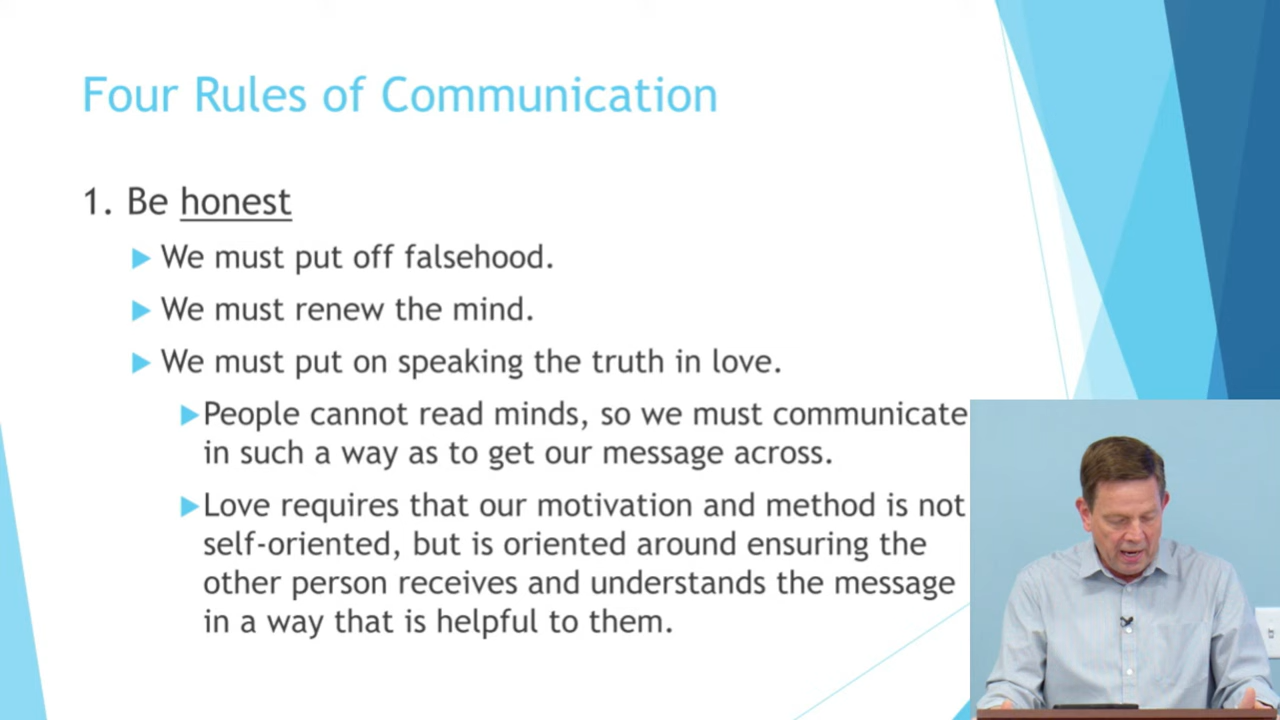 Four Rules of Communication
1. Be honest
We must put off falsehood.
We must renew the mind.
We must put on speaking the truth in love.
People cannot read minds, so we must communicate
in such a way as to get our message across.
Love requires that our motivation and method is not
self-oriented, but is oriented around ensuring the
other person receives and understands the message
in a way that is helpful to them.